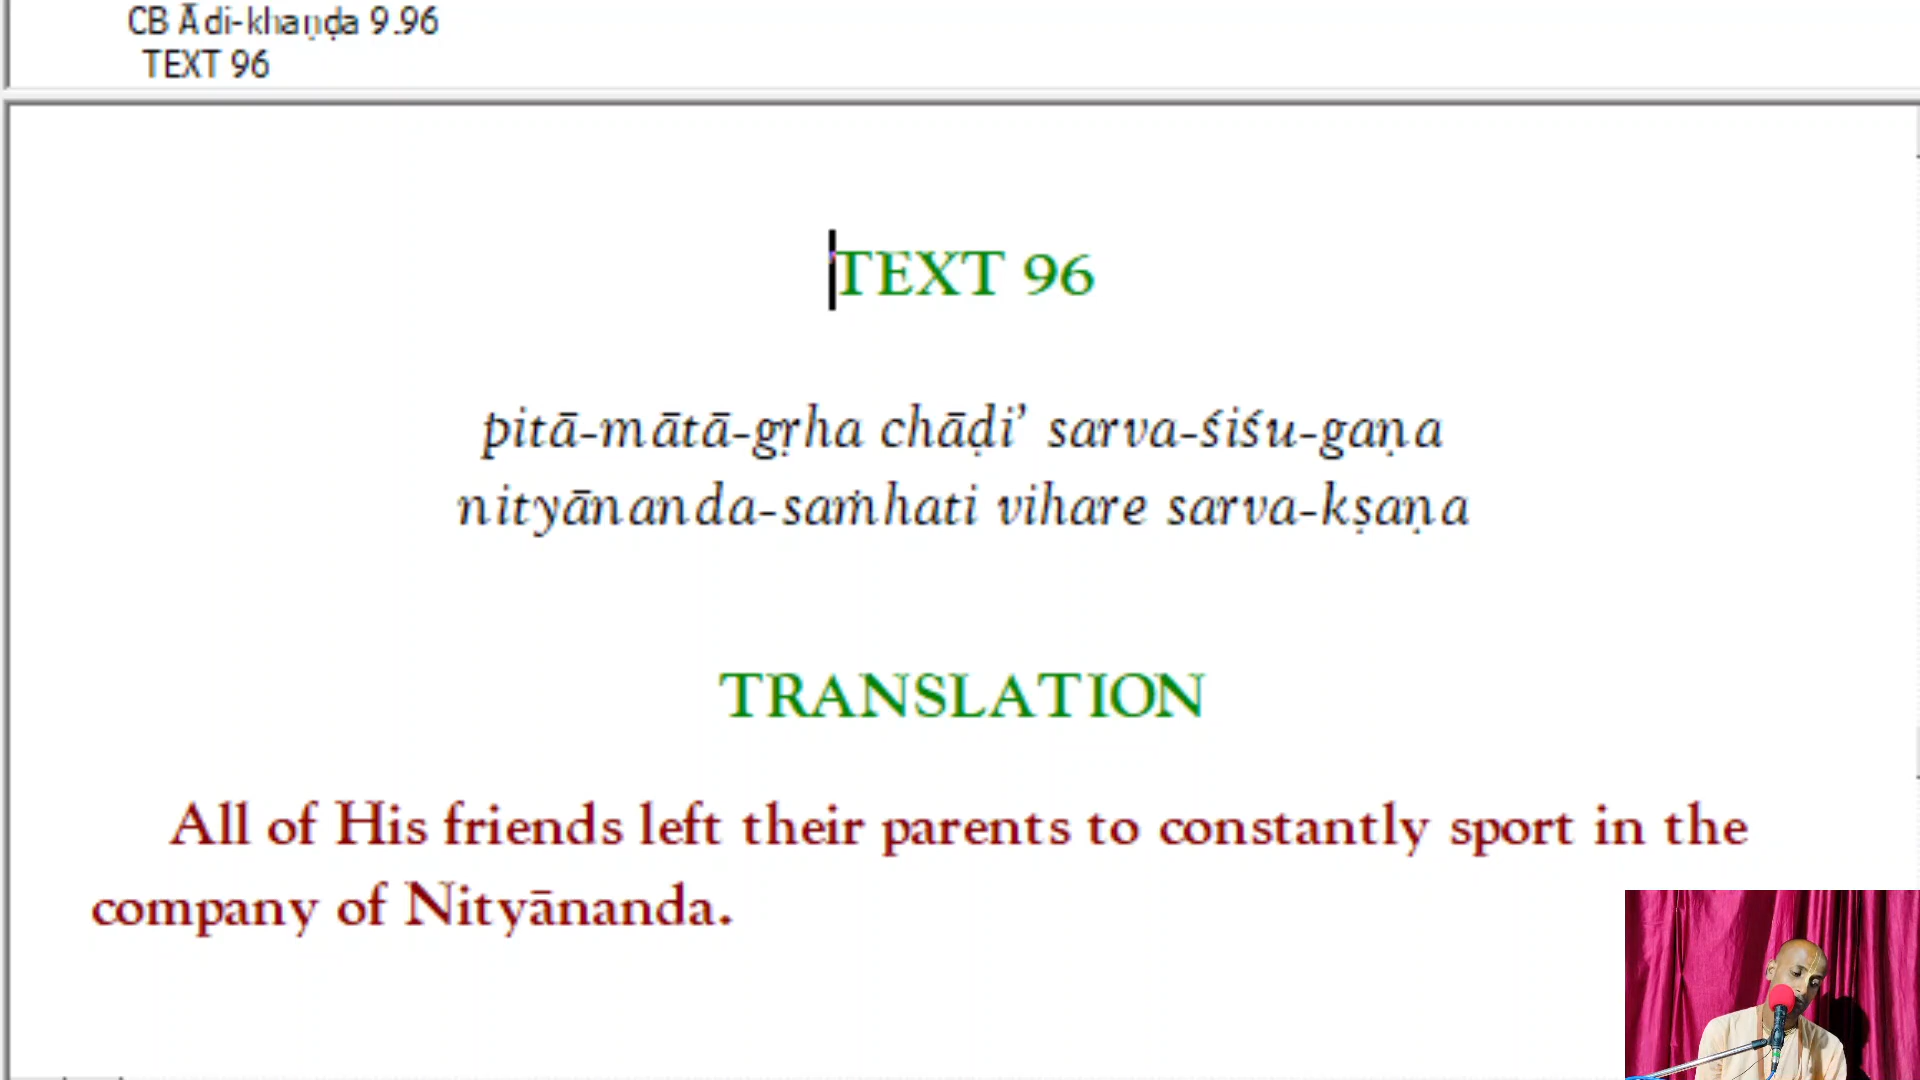 CB Ādi-khaṇḍa 9.96
TEXT 96
TEXT 96
pitā-mātā-gṛha chāḍi’ sarva-śiśu-gaṇa
nityānanda-saṁhati vihare sarva-kṣaṇa
TRANSLATION
All of His friends left their parents to constantly sport in the
company of Nityānanda.